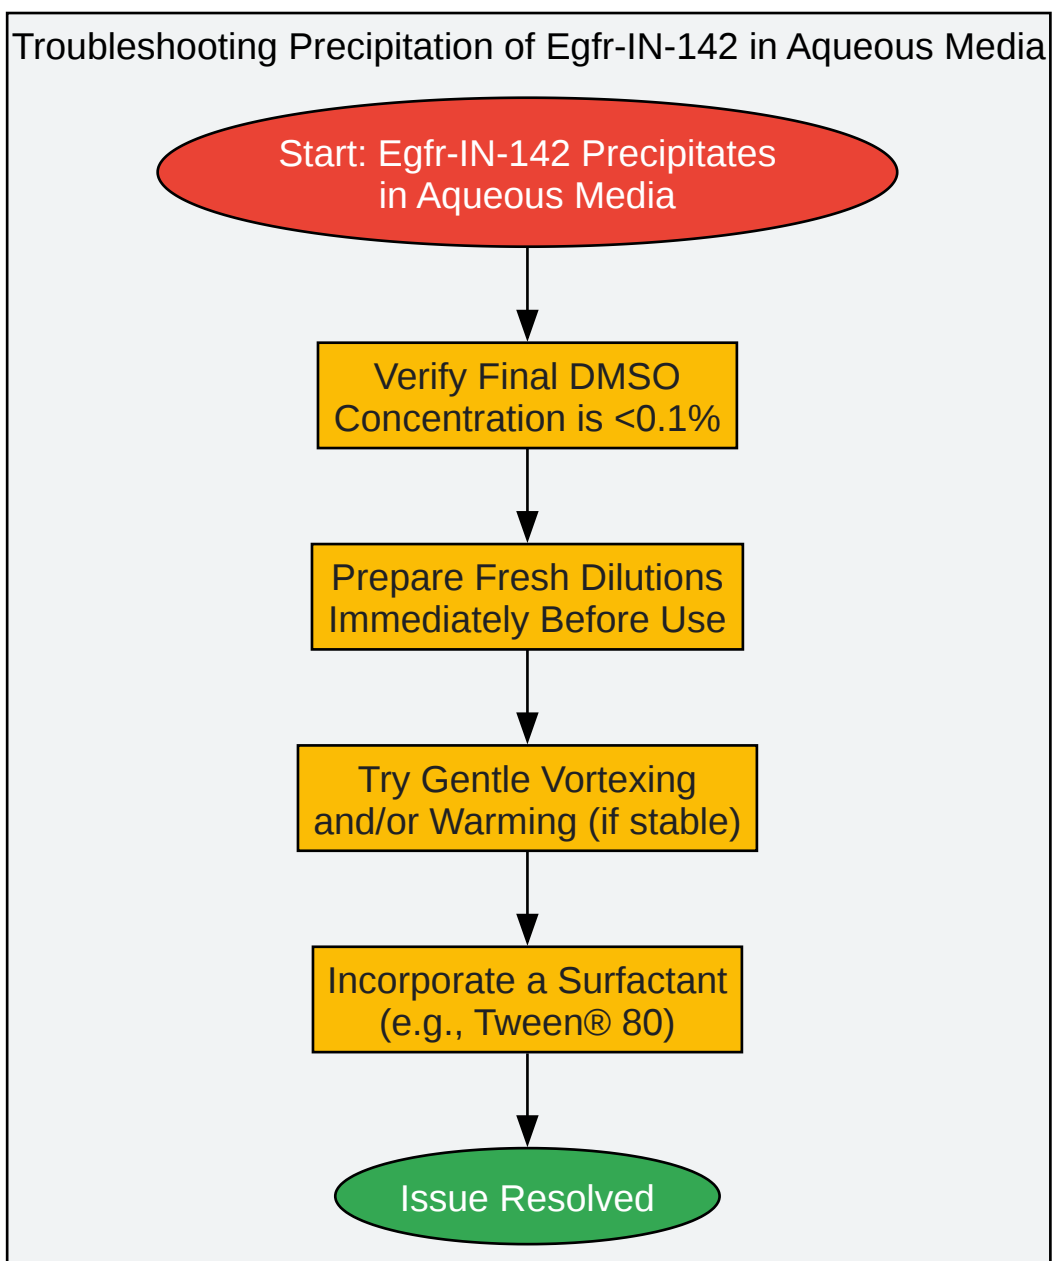 Troubleshooting Precipitation of Egfr-IN-142 in Aqueous Media
Start: Egfr-IN-142 Precipitates
in Aqueous Media
Verify Final DMSO
Concentration is <0.1%
Prepare Fresh Dilutions
Immediately Before Use
Try Gentle Vortexing
and/or Warming (if stable)
Incorporate a Surfactant
(e.g., Tween® 80)
Issue Resolved